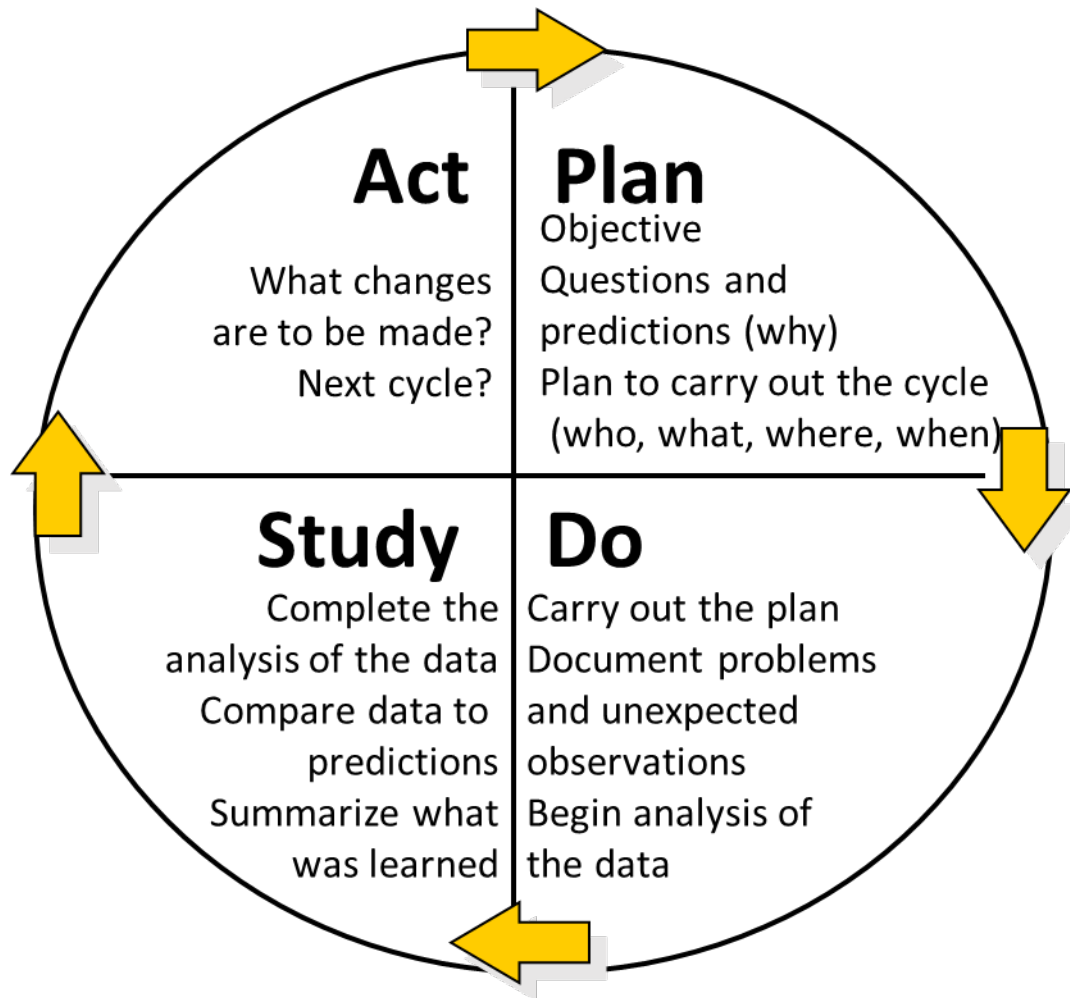 Act
What changes
are to be made?
Next cycle?
Plan
Objective
Questions and
predictions (why)
Plan to carry out the cycle
(who, what, where, when)
Study
Complete the
analysis of the data
Compare data to
predictions
Summarize what
was learned
Do
Carry out the plan
Document problems
and unexpected
observations
Begin analysis of
the data